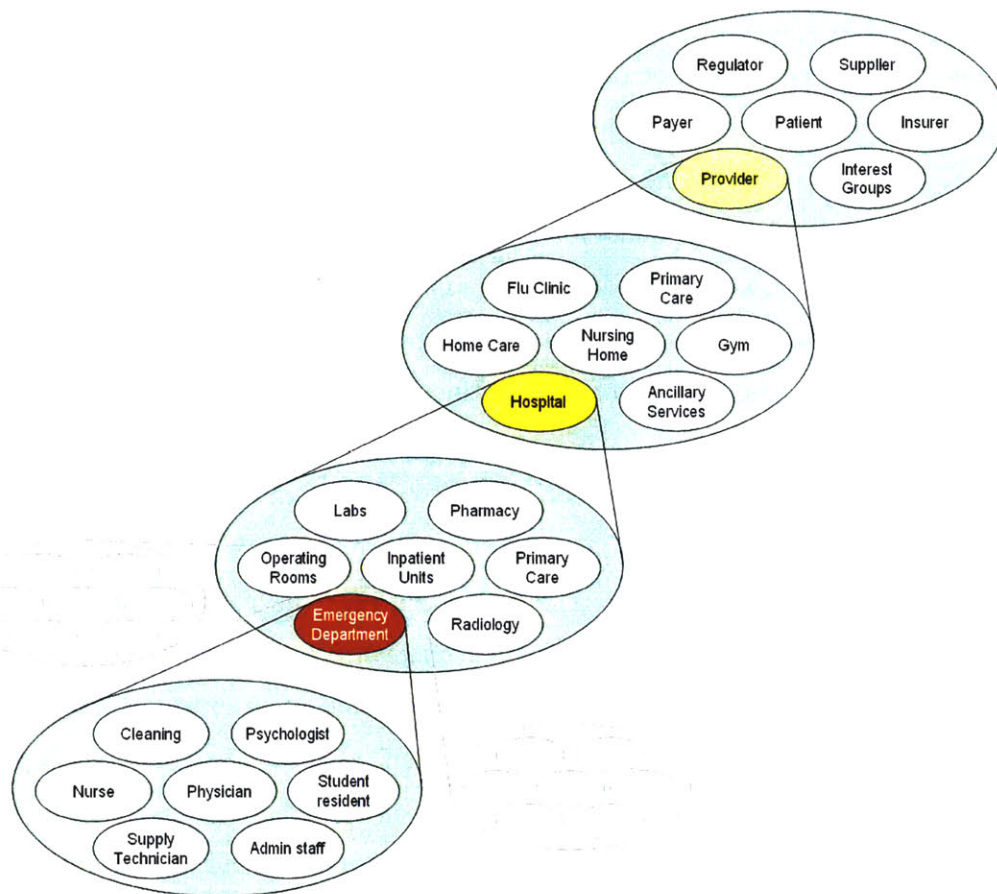 Regulator
Supplier
Payer
Patient
Insurer
Provider
Interest
Groups
Flu Clinic
Primary
Care
Home Care
Nursing
Home
Gym
Hospital
Ancillary
Services
Labs
Pharmacy
Operating
Rooms
Inpatient
Units
Primary
Care
Emergency
Department
Radiology
Cleaning
Psychologist
Nurse
Physician
Student
resident
Supply
Technician
Admin staff